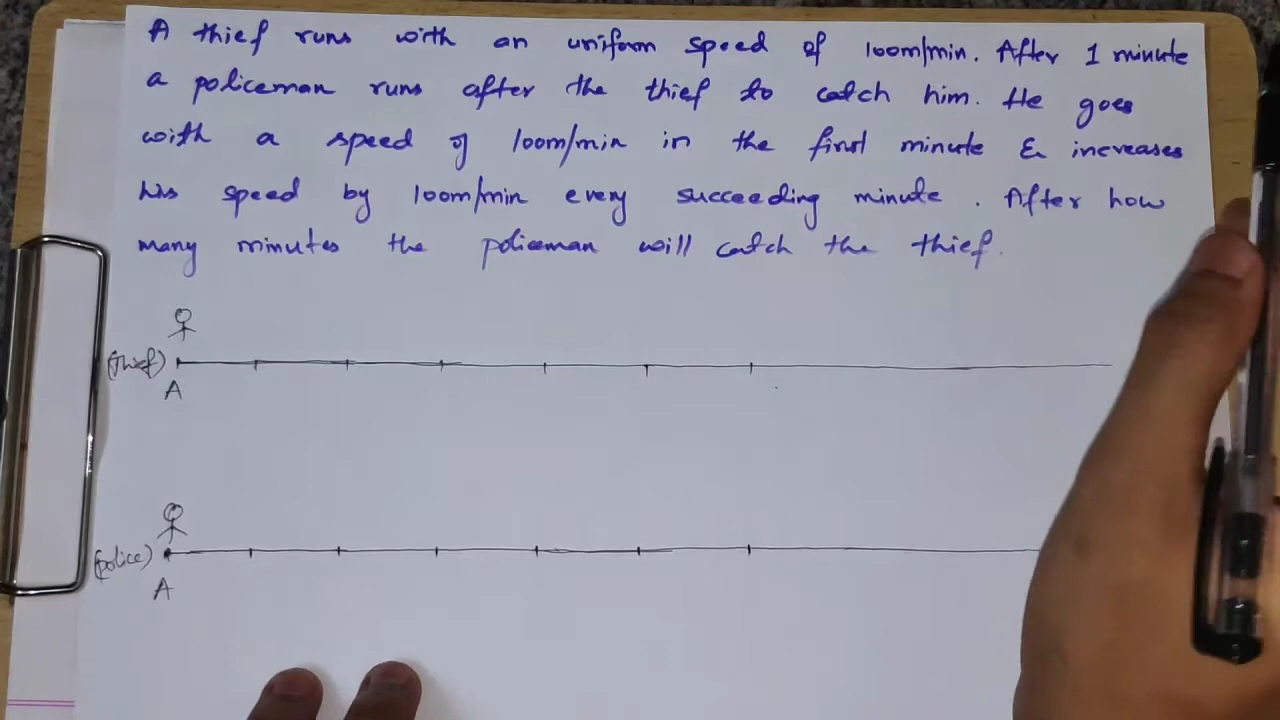 A thief runs with an uniform speed of 100m/min. After 1 minute
a policeman runs after the thief to catch him. He goes
with a speed of 100m/min in the first minute & increases
his speed by 100m/min every succeeding minute. After how
many minutes the policeman will catch the thief.
(Thief)
A
(police)
A